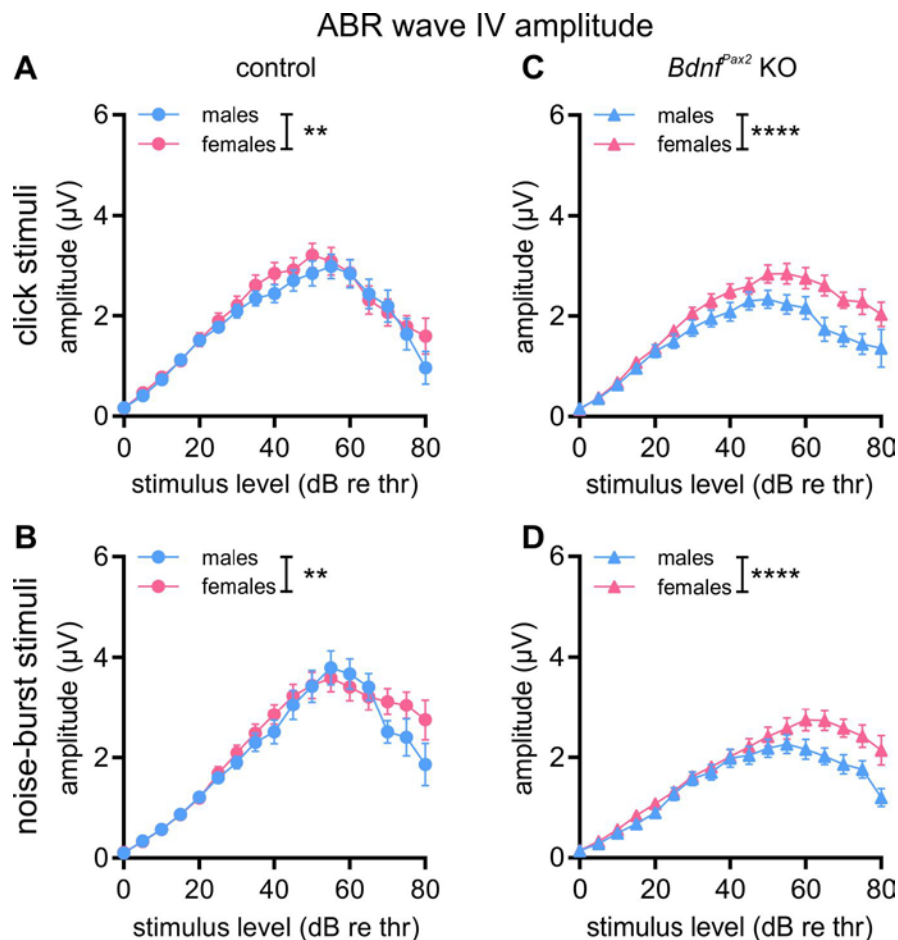 ABR wave IV amplitude
A
control
males
females
**
6
4
2
0
amplitude (µV)
click stimuli
0 20 40 60 80
stimulus level (dB re thr)
C
Bdnf^Pax2 KO
males
females
****
6
4
2
0
amplitude (µV)
0 20 40 60 80
stimulus level (dB re thr)
B
males
females
**
6
4
2
0
amplitude (µV)
noise-burst stimuli
0 20 40 60 80
stimulus level (dB re thr)
D
males
females
****
6
4
2
0
amplitude (µV)
0 20 40 60 80
stimulus level (dB re thr)